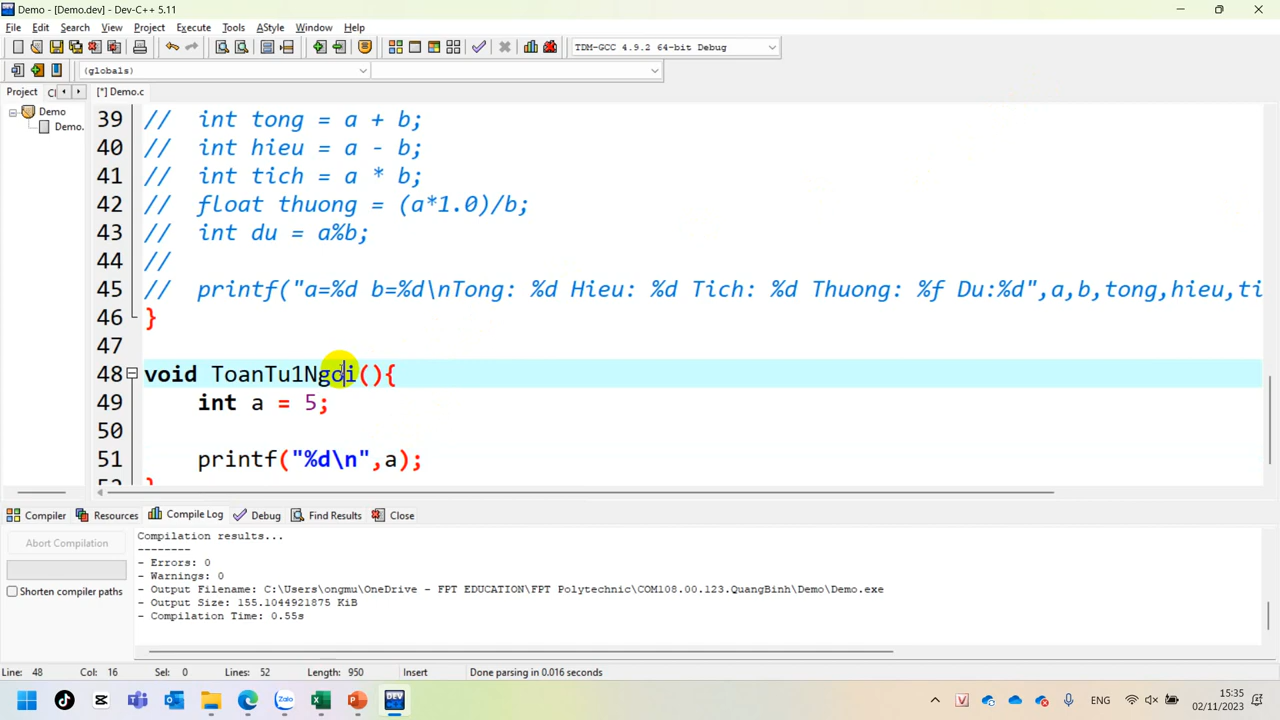 Demo - [Demo.dev] - Dev-C++ 5.11
File Edit Search View Project Execute Tools AStyle Window Help
TDM-GCC 4.9.2 64-bit Debug
(globals)
Project Cl [*] Demo.c
Demo
Demo.
39 //  int tong = a + b;
40 //  int hieu = a - b;
41 //  int tich = a * b;
42 //  float thuong = (a*1.0)/b;
43 //  int du = a%b;
44 //
45 //  printf("a=%d b=%d\nTong: %d Hieu: %d Tich: %d Thuong: %f Du:%d",a,b,tong,hieu,ti
46 }
47
48 void ToanTu1Ngoi(){
49     int a = 5;
50
51     printf("%d\n",a);
52 }
Compiler Resources Compile Log Debug Find Results Close
Abort Compilation
Shorten compiler paths
Compilation results...
--------
- Errors: 0
- Warnings: 0
- Output Filename: C:\Users\ongmu\OneDrive - FPT EDUCATION\FPT Polytechnic\COM108.00.123.QuangBinh\Demo\Demo.exe
- Output Size: 155.1044921875 KiB
- Compilation Time: 0.55s
Line: 48 Col: 16 Sel: 0 Lines: 52 Length: 950 Insert Done parsing in 0.016 seconds
DEV
ENG
15:35
02/11/2023